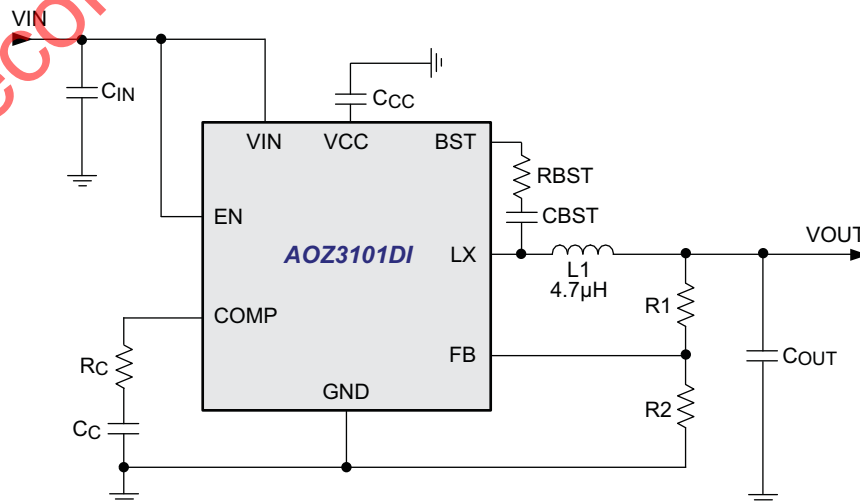 VIN
CIN
CCC
VIN
VCC
BST
RBST
CBST
EN
AOZ3101DI
LX
L1
4.7µH
VOUT
COMP
R1
FB
COUT
RC
GND
R2
CC